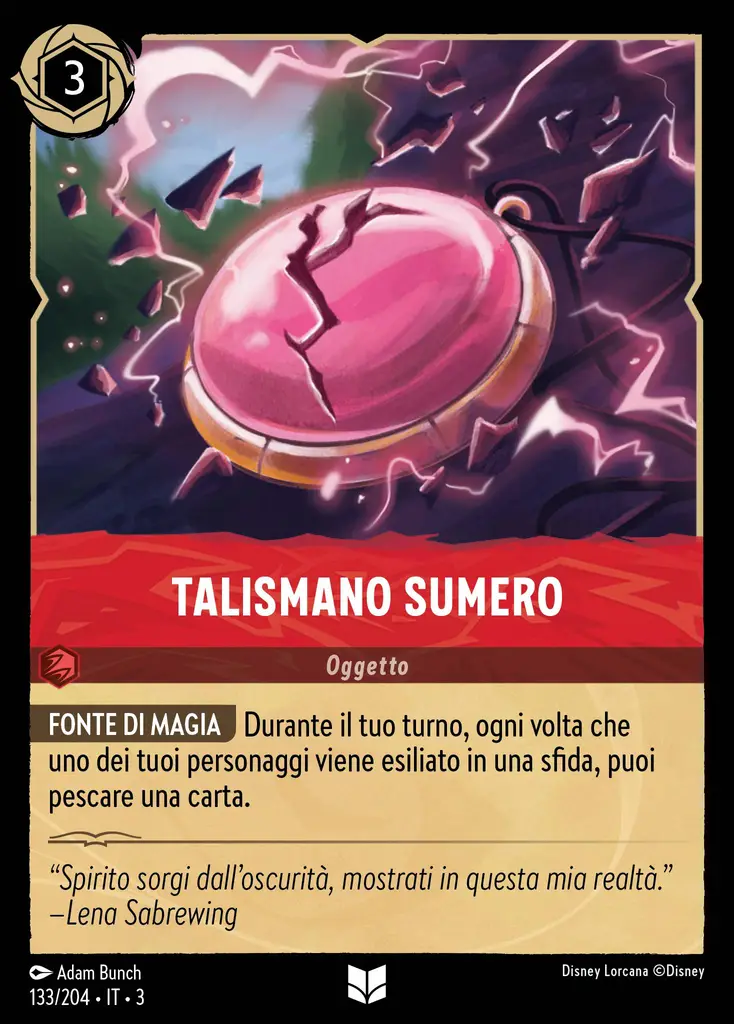 3
TALISMANO SUMERO
Oggetto
FONTE DI MAGIA Durante il tuo turno, ogni volta che
uno dei tuoi personaggi viene esiliato in una sfida, puoi
pescare una carta.
“Spirito sorgi dall’oscurità, mostrati in questa mia realtà.”
–Lena Sabrewing
Adam Bunch
Disney Lorcana ©Disney
133/204 • IT • 3